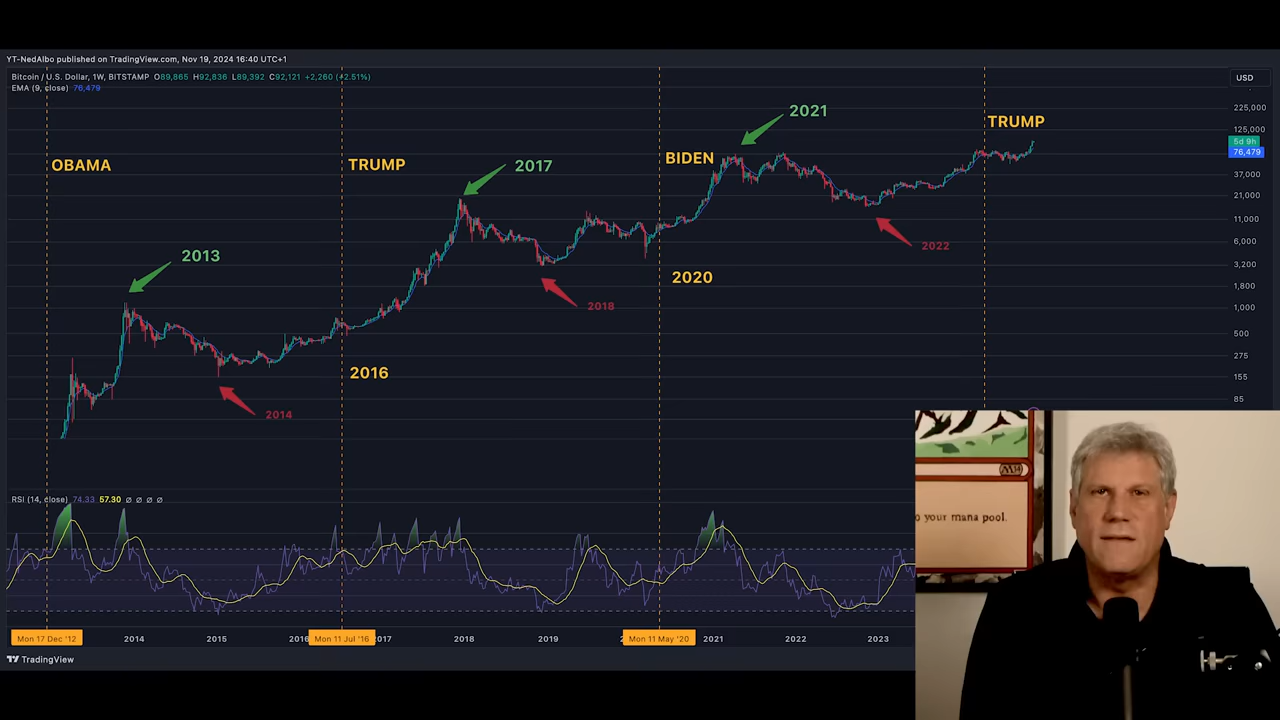 YT-NedAlbo published on TradingView.com, Nov 19, 2024 16:40 UTC+1
Bitcoin / U.S. Dollar, 1W, BITSTAMP O89,865 H92,836 L89,392 C92,121 +2,260 (+2.51%)
EMA (9, close) 76,479
USD
225,000
125,000
5d 9h
76,479
37,000
21,000
11,000
6,000
3,200
1,800
1,000
500
275
155
85
OBAMA
TRUMP
BIDEN
TRUMP
2013
2017
2021
2014
2018
2022
2016
2020
RSI (14, close) 74.33 57.30 ∅ ∅ ∅ ∅
Mon 17 Dec '12
2014
2015
2016
Mon 11 Jul '16
2017
2018
2019
Mon 11 May '20
2021
2022
2023
TradingView
M14
o your mana pool.